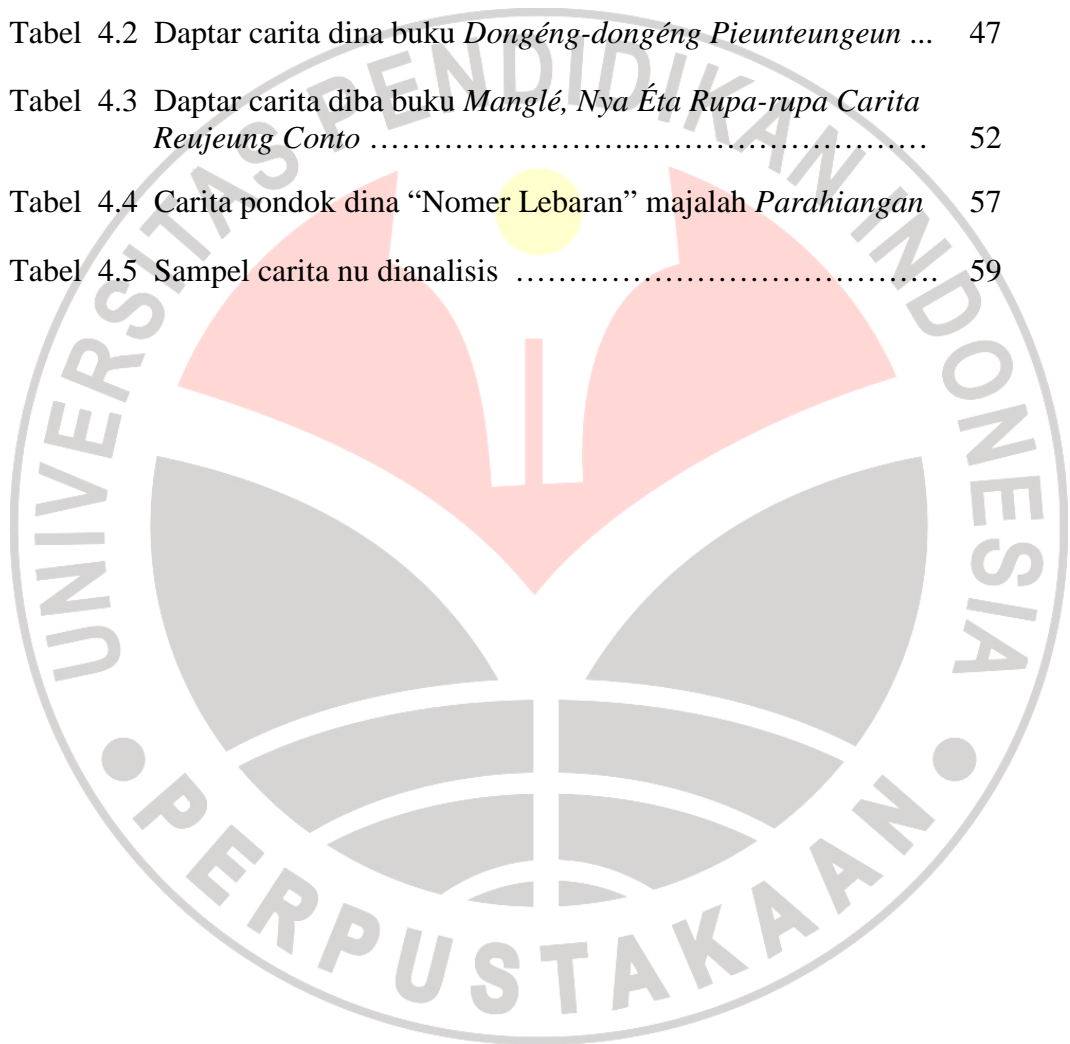 Tabel 4.2 Daptar carita dina buku Dongéng-dongéng Pieunteungeun ... 47
Tabel 4.3 Daptar carita diba buku Manglé, Nya Éta Rupa-rupa Carita
Reujeung Conto ……………………..…………………… 52
Tabel 4.4 Carita pondok dina “Nomer Lebaran” majalah Parahiangan 57
Tabel 4.5 Sampel carita nu dianalisis ………………………………… 59
UNIVERSITAS PENDIDIKAN INDONESIA
PERPUSTAKAAN